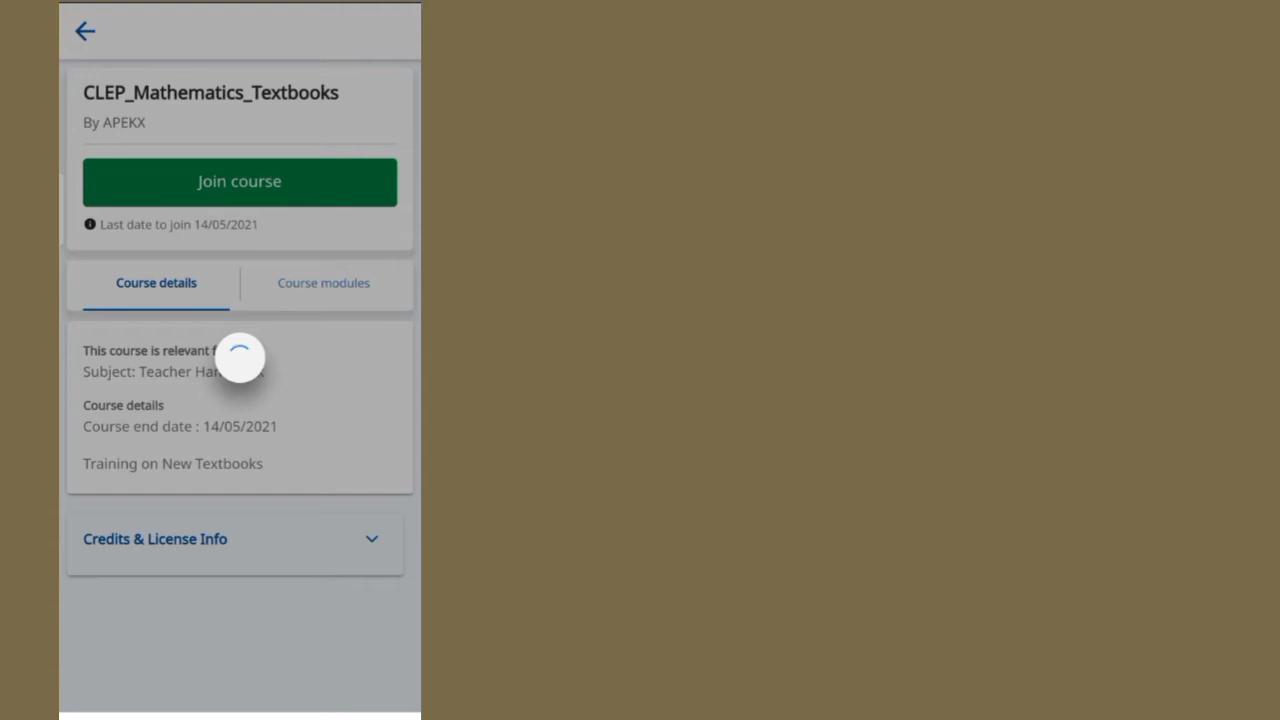 CLEP_Mathematics_Textbooks
By APEKX
Join course
Last date to join 14/05/2021
Course details
Course modules
This course is relevant
Subject: Teacher
Course details
Course end date : 14/05/2021
Training on New Textbooks
Credits & License Info